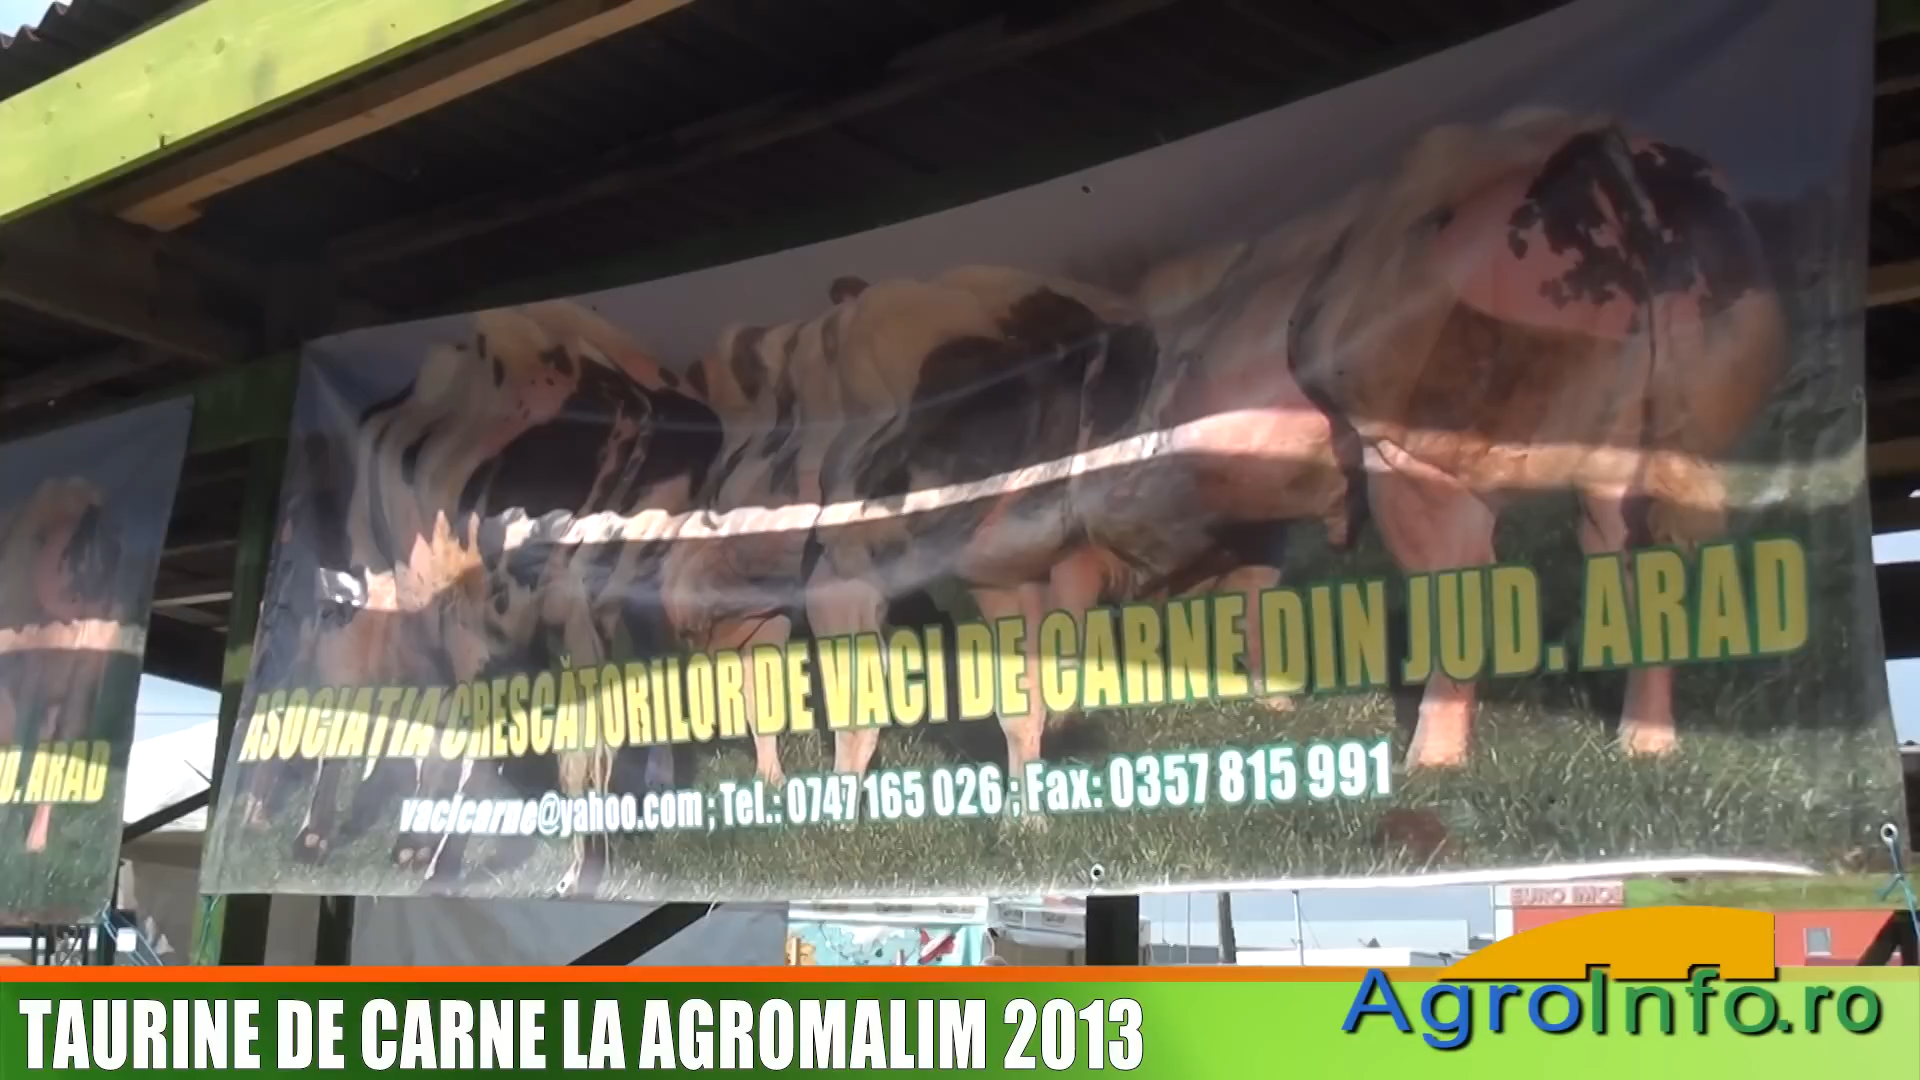 ASOCIAȚIA CRESCĂTORILOR DE VACI DE CARNE DIN JUD. ARAD
vacicarne@yahoo.com ; Tel.: 0747 165 026 ; Fax: 0357 815 991
JUD. ARAD
EURO IMOB
TAURINE DE CARNE LA AGROMALIM 2013
AgroInfo.ro